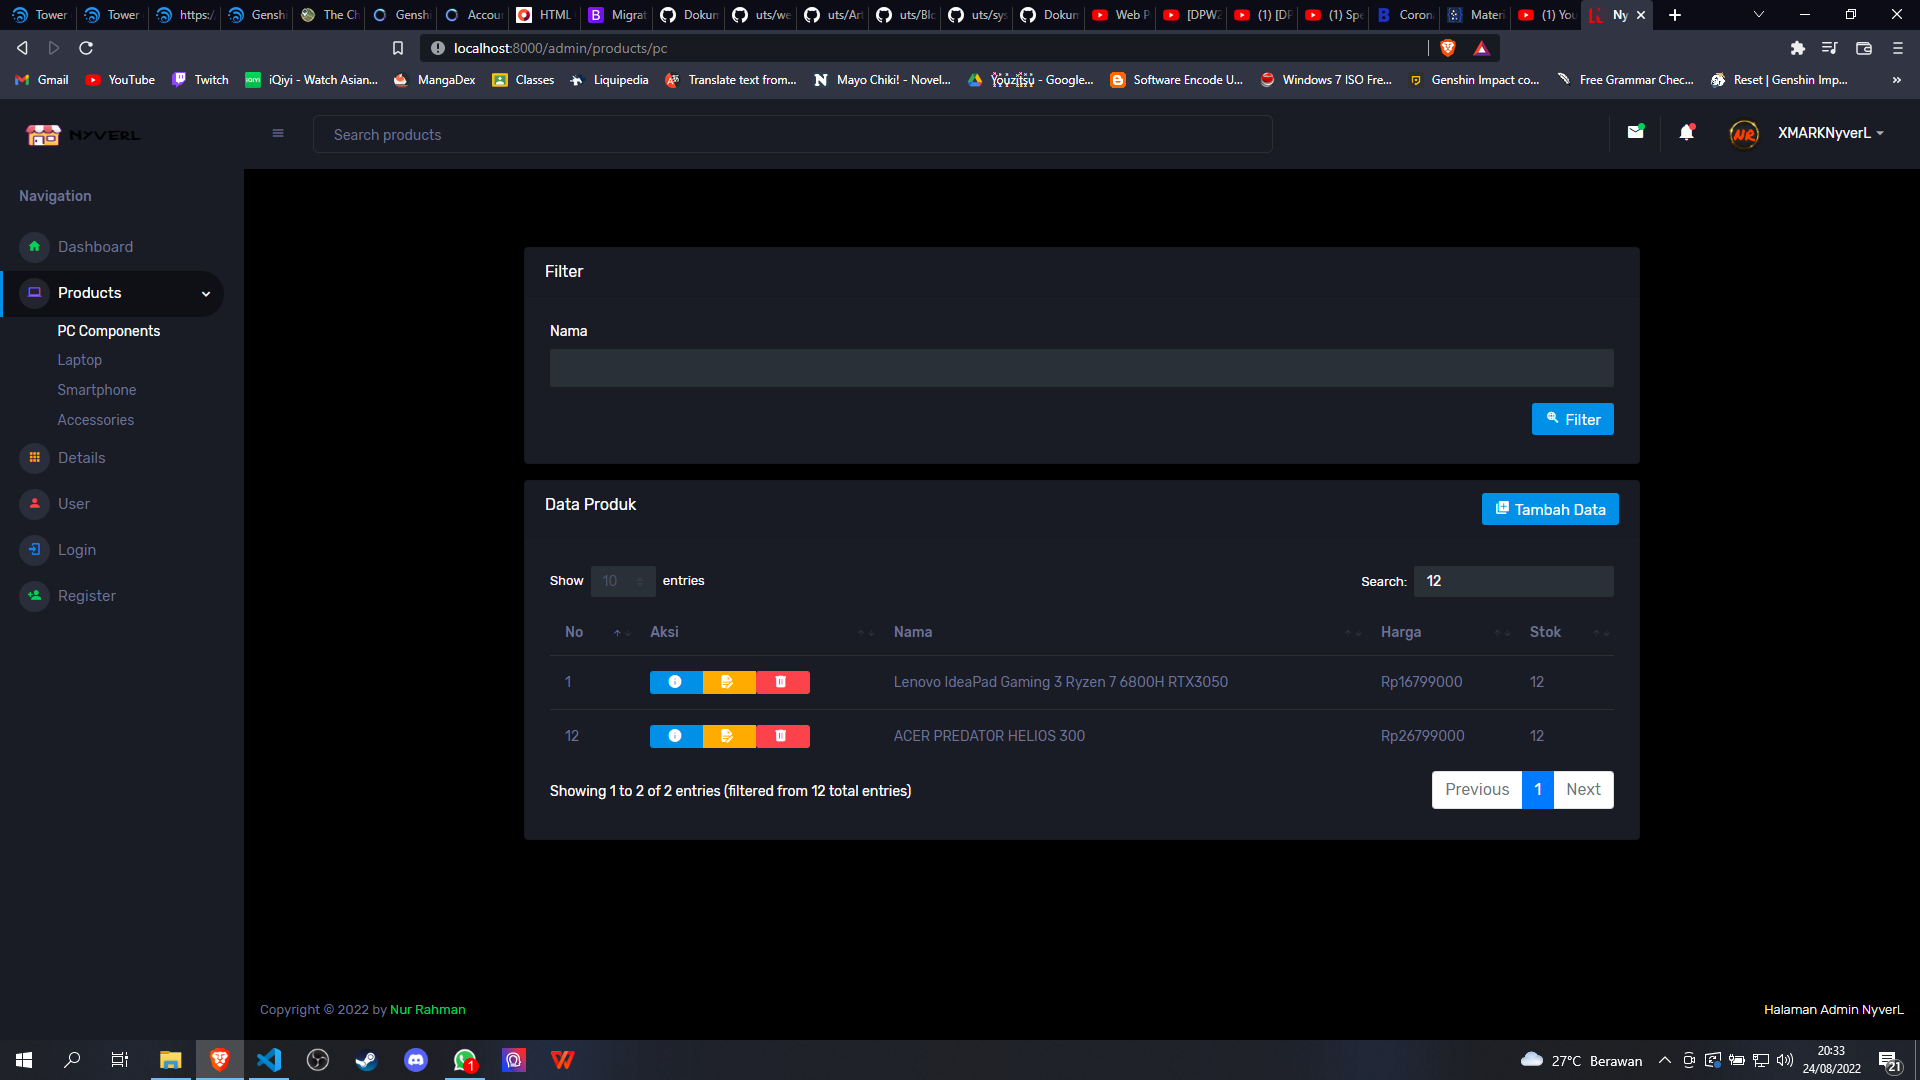 Tower
Tower
https:/
Genshi
The Ch
Genshi
Accou
HTML
Migrat
Dokum
uts/we
uts/Art
uts/Blo
uts/sys
Dokum
Web P
[DPW2
(1) [DP
(1) Spe
Coron
Materi
(1) You
Ny
localhost:8000/admin/products/pc
Gmail
YouTube
Twitch
iQiyi - Watch Asian...
MangaDex
Classes
Liquipedia
Translate text from...
Mayo Chiki! - Novel...
Youzitsu - Google...
Software Encode U...
Windows 7 ISO Fre...
Genshin Impact co...
Free Grammar Chec...
Reset | Genshin Imp...
NYVERL
Search products
XMARKNyverL
Navigation
Dashboard
Products
PC Components
Laptop
Smartphone
Accessories
Details
User
Login
Register
Filter
Nama
Filter
Data Produk
Tambah Data
Show 10 entries
Search: 12
No Aksi Nama Harga Stok
1 Lenovo IdeaPad Gaming 3 Ryzen 7 6800H RTX3050 Rp16799000 12
12 ACER PREDATOR HELIOS 300 Rp26799000 12
Showing 1 to 2 of 2 entries (filtered from 12 total entries)
Previous 1 Next
Copyright © 2022 by Nur Rahman
Halaman Admin NyverL
1
27°C Berawan
20:33
24/08/2022
21